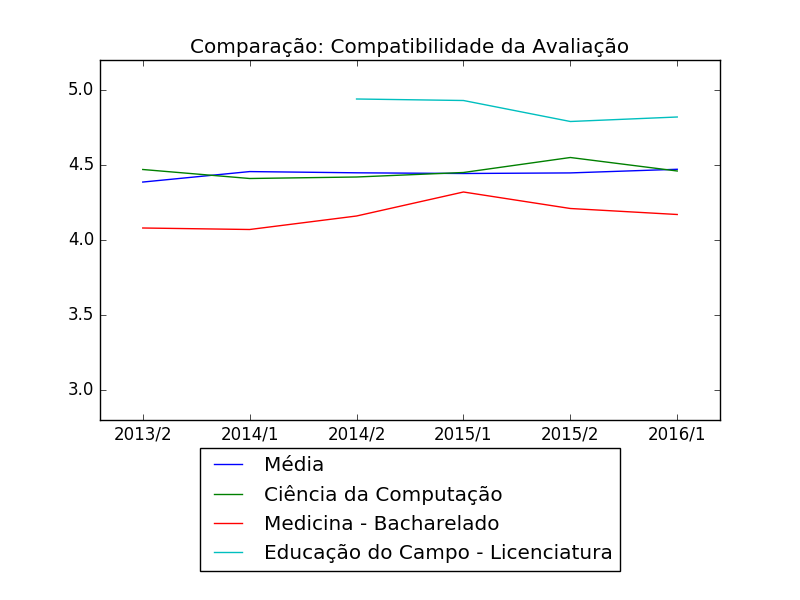 Comparação: Compatibilidade da Avaliação
5.0
4.5
4.0
3.5
3.0
2013/2 2014/1 2014/2 2015/1 2015/2 2016/1
Média
Ciência da Computação
Medicina - Bacharelado
Educação do Campo - Licenciatura